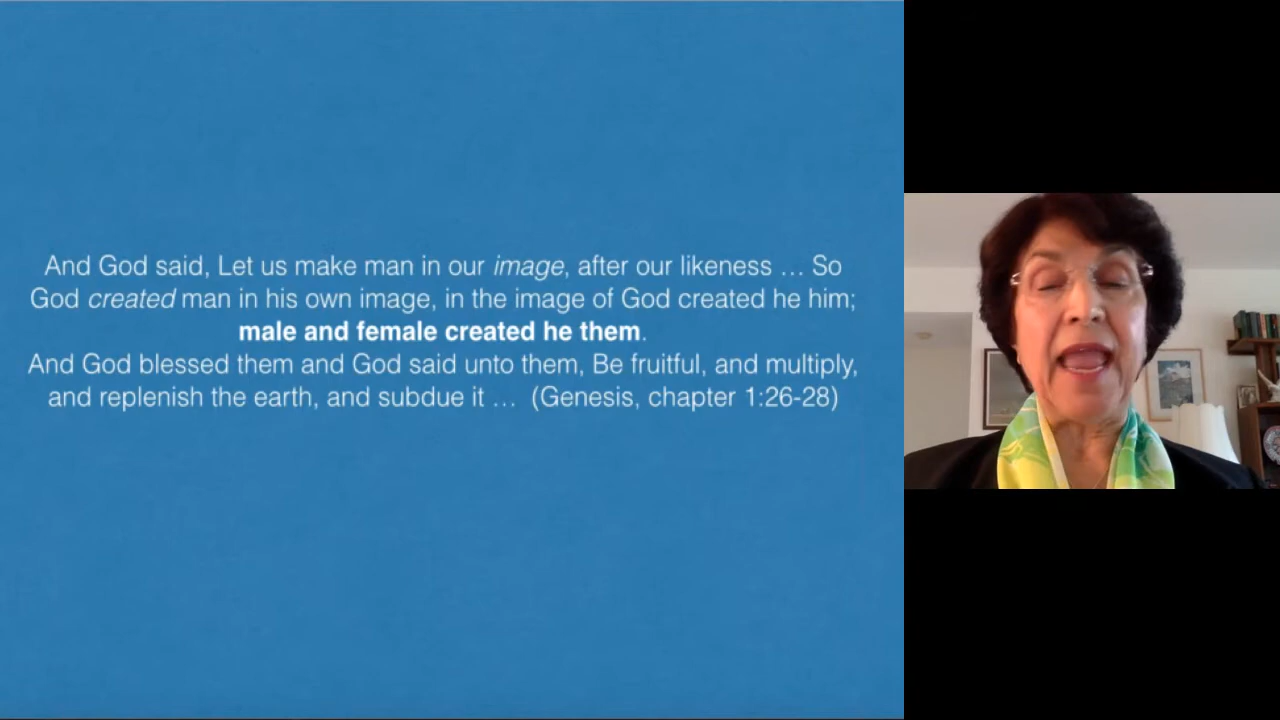 And God said, Let us make man in our image, after our likeness … So
God created man in his own image, in the image of God created he him;
male and female created he them.
And God blessed them and God said unto them, Be fruitful, and multiply,
and replenish the earth, and subdue it … (Genesis, chapter 1:26-28)